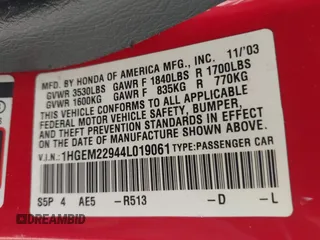 MFD. BY HONDA OF AMERICA MFG., INC. 11/'03
GVWR 3530LBS GAWR F 1840LBS R 1700LBS
GVWR 1600KG GAWR F 835KG R 770KG
THIS VEHICLE CONFORMS TO ALL APPLICABLE
FEDERAL MOTOR VEHICLE SAFETY, BUMPER,
AND THEFT PREVENTION STANDARDS IN EFFECT
ON THE DATE OF MANUFACTURE SHOWN ABOVE.
V.I.N.: 1HGEM22944L019061 TYPE: PASSENGER CAR
S5P 4 AE5 -R513 -D -L
DREAMBID